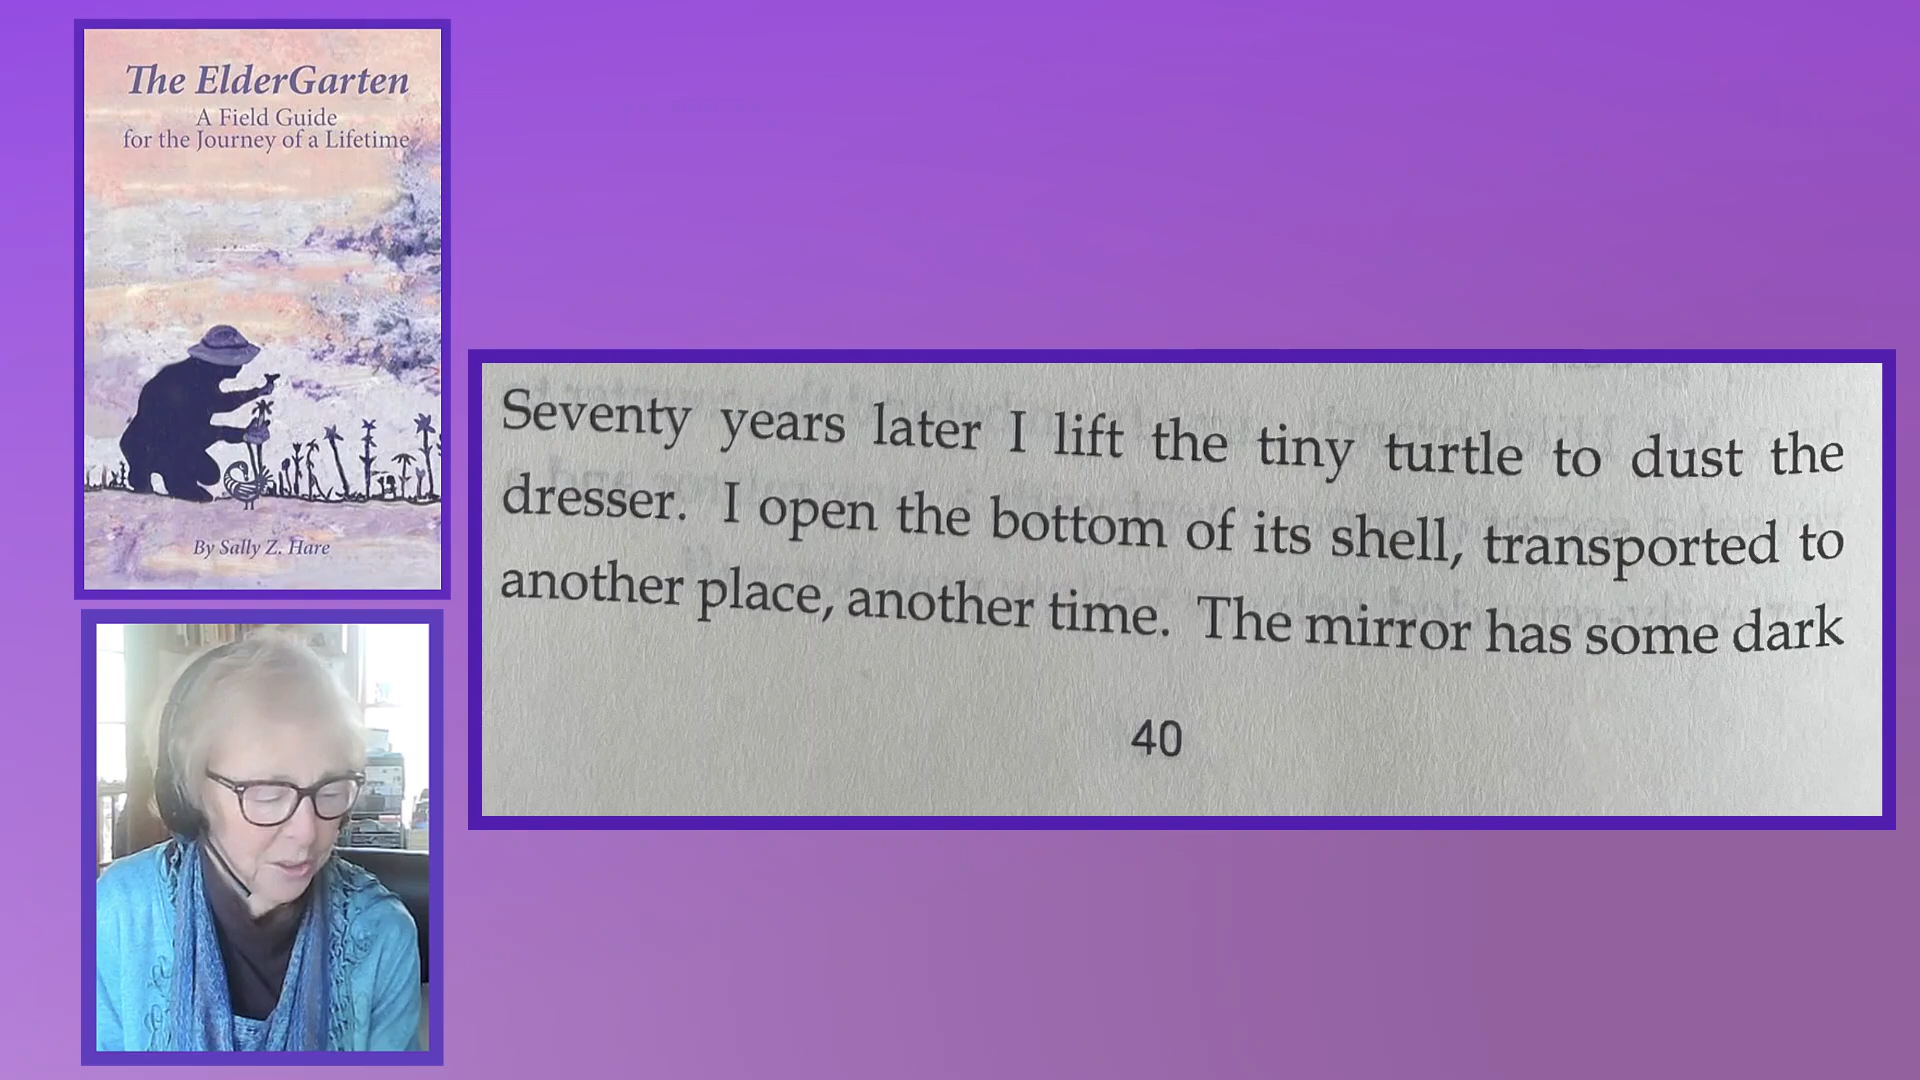 The ElderGarten
A Field Guide
for the Journey of a Lifetime
By Sally Z. Hare
Seventy years later I lift the tiny turtle to dust the
dresser. I open the bottom of its shell, transported to
another place, another time. The mirror has some dark
40